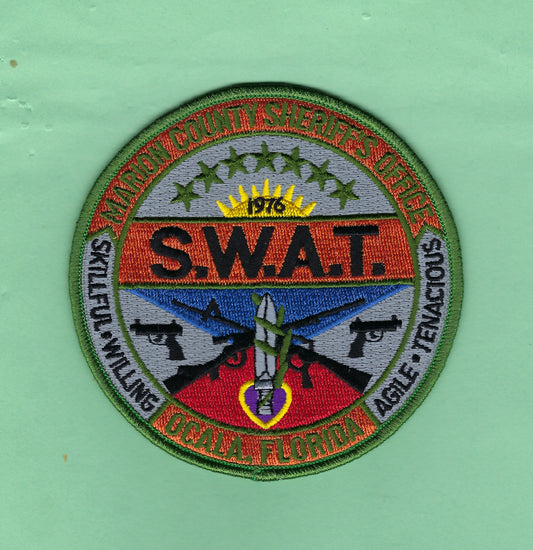 MARION COUNTY SHERIFF'S OFFICE
1976
S.W.A.T.
SKILLFUL • WILLING
AGILE • TENACIOUS
OCALA, FLORIDA